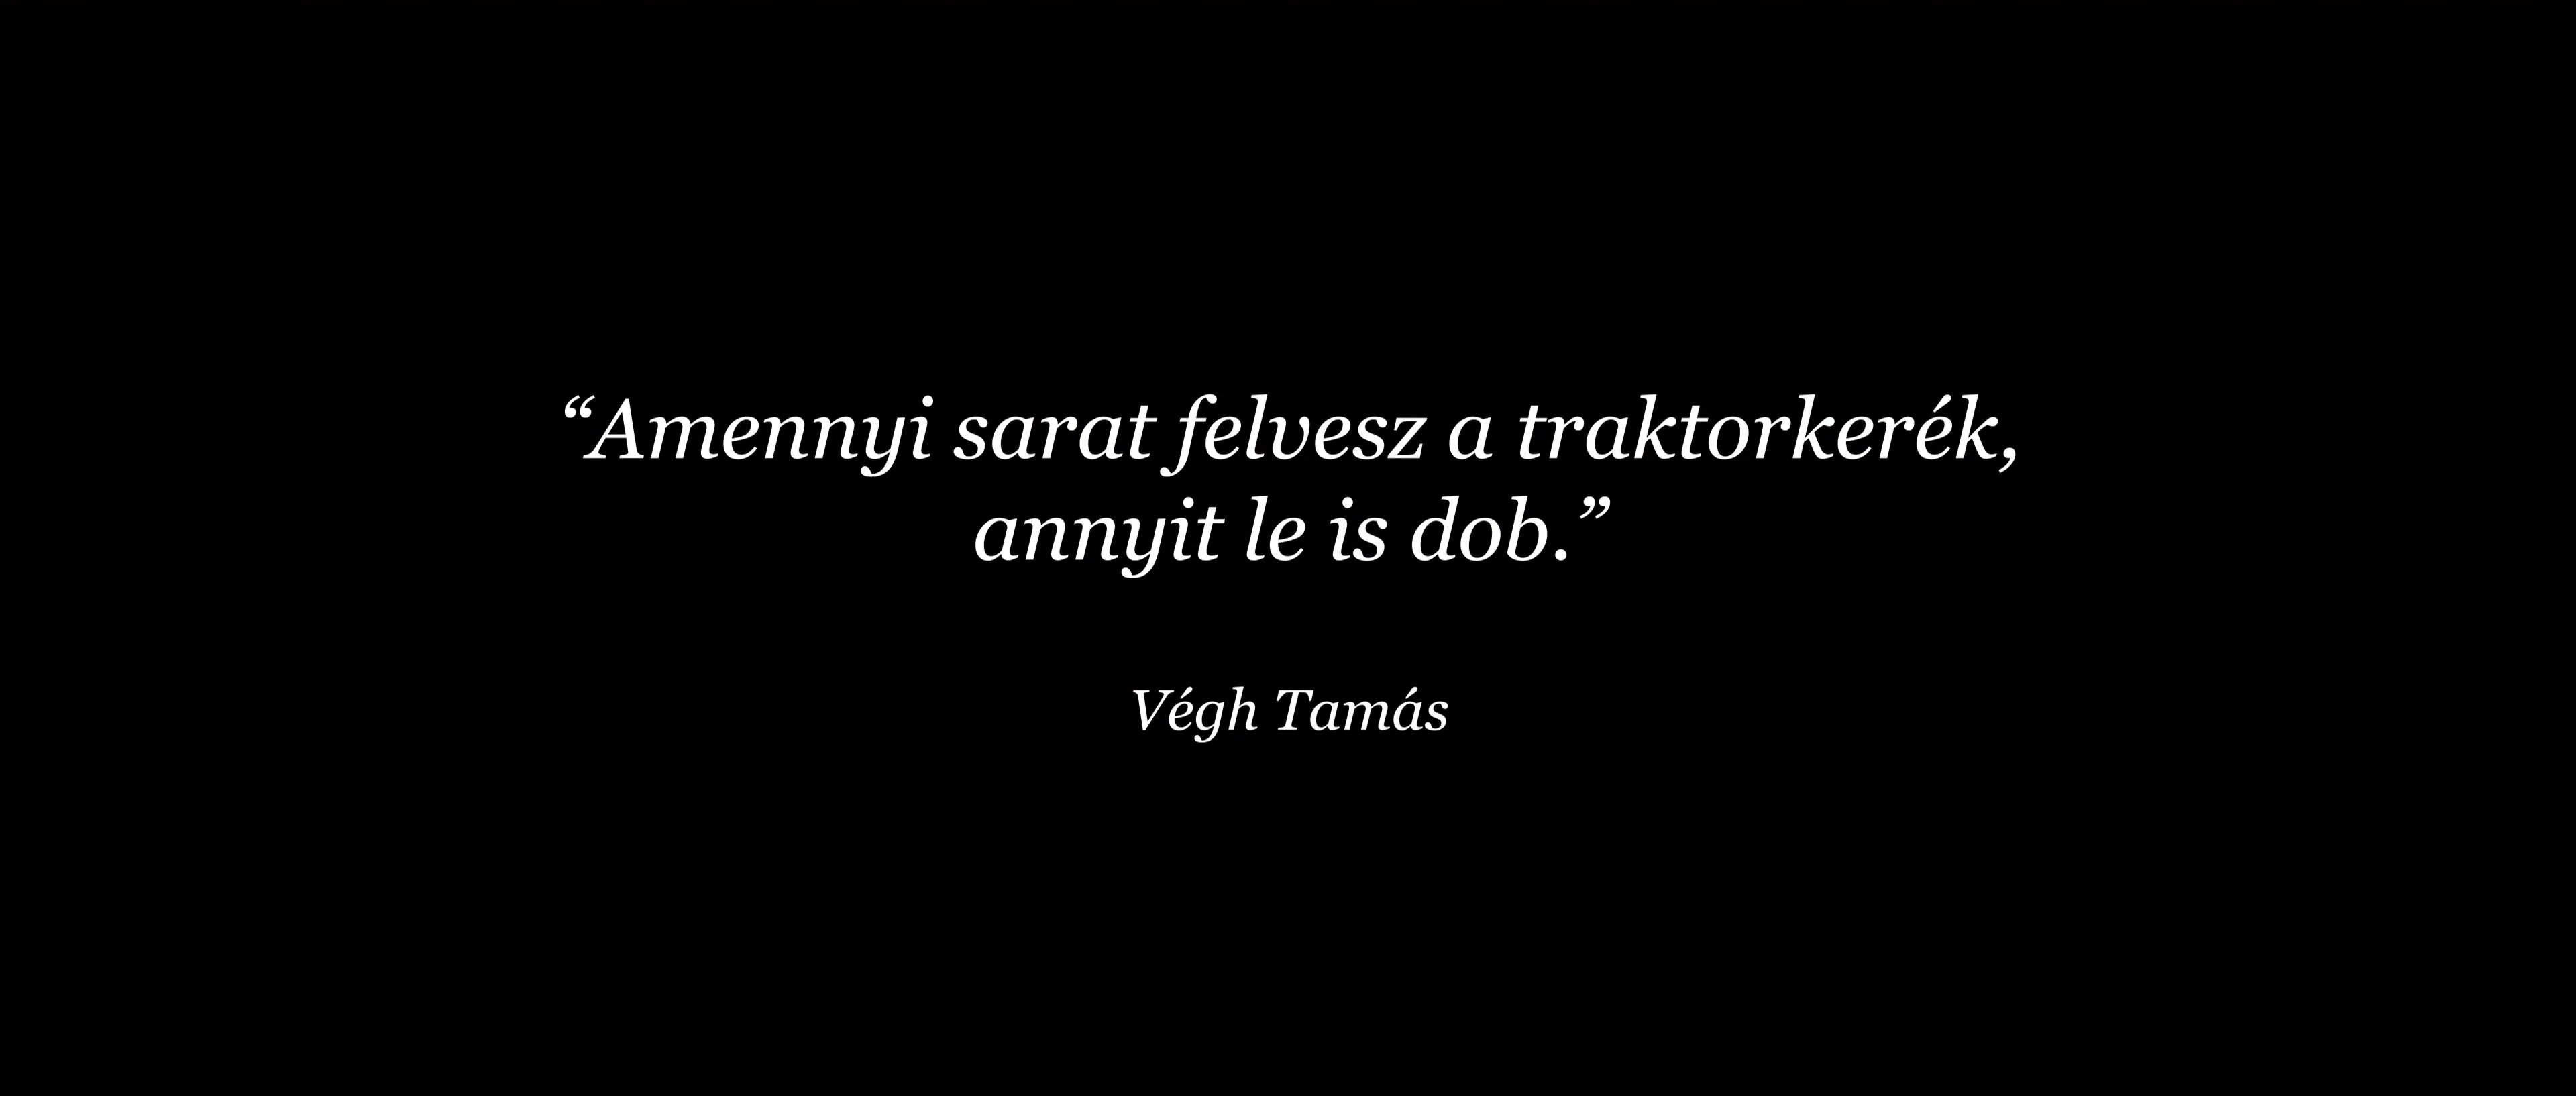 “Amennyi sarat felvesz a traktorkerék,
annyit le is dob.”
Végh Tamás